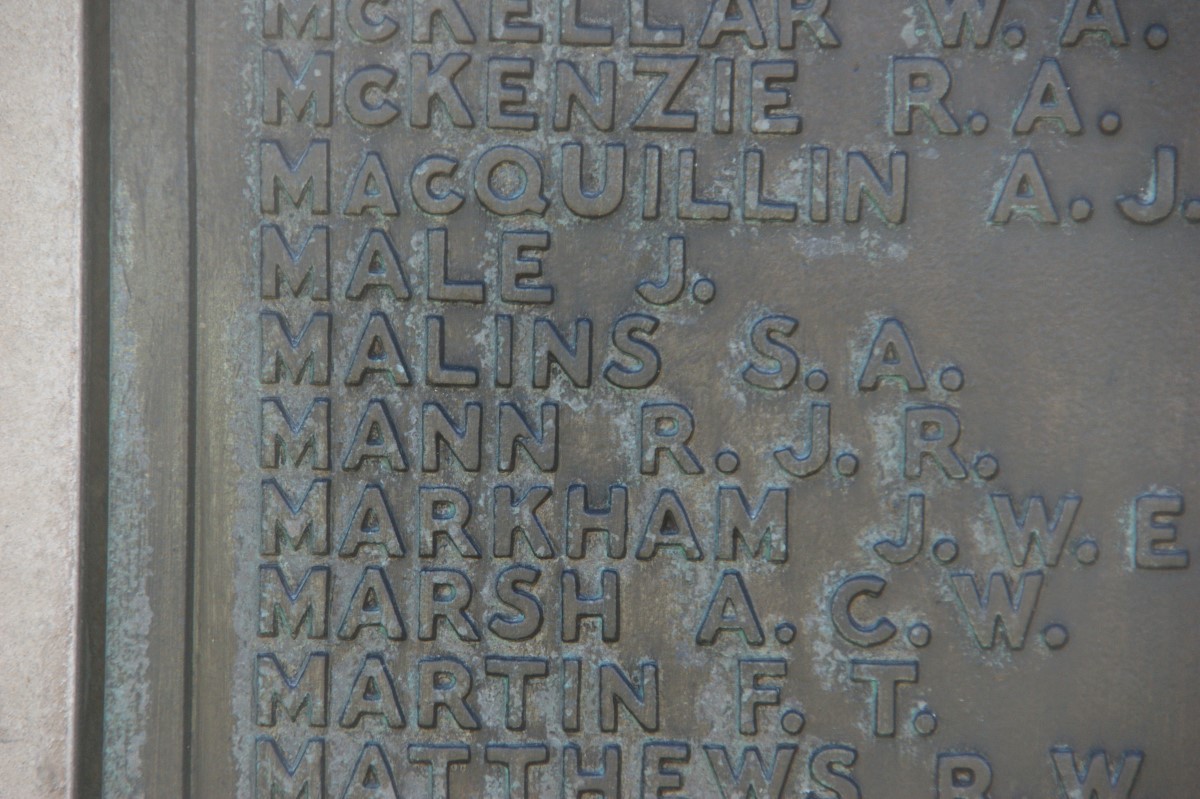 McKELLAR W.A.
McKENZIE R.A.
MacQUILLIN A.J.
MALE J.
MALINS S.A.
MANN R.J.R.
MARKHAM J.W.E
MARSH A.C.W.
MARTIN F.T.
MATTHEWS R.W